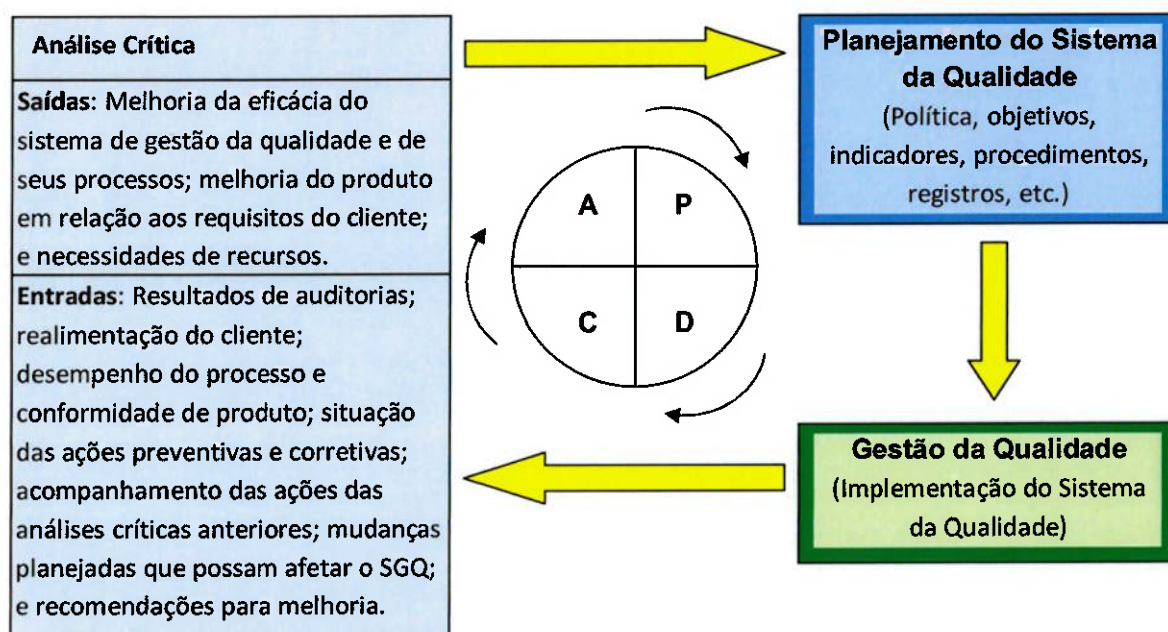 Análise Crítica
Saídas: Melhoria da eficácia do
sistema de gestão da qualidade e de
seus processos; melhoria do produto
em relação aos requisitos do cliente;
e necessidades de recursos.
Entradas: Resultados de auditorias;
realimentação do cliente;
desempenho do processo e
conformidade de produto; situação
das ações preventivas e corretivas;
acompanhamento das ações das
análises críticas anteriores; mudanças
planejadas que possam afetar o SGQ;
e recomendações para melhoria.
A P
C D
Planejamento do Sistema
da Qualidade
(Política, objetivos,
indicadores, procedimentos,
registros, etc.)
Gestão da Qualidade
(Implementação do Sistema
da Qualidade)